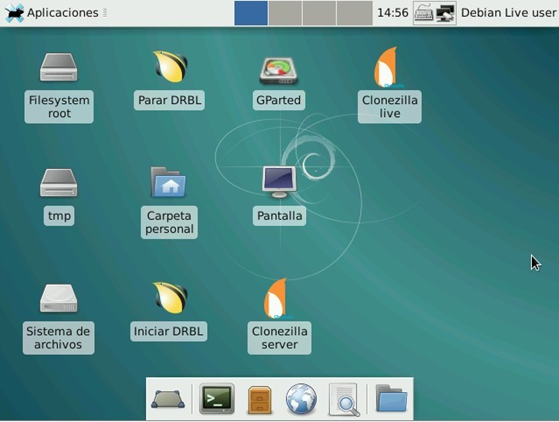 Aplicaciones
14:56
Debian Live user
Filesystem
root
Parar DRBL
GParted
Clonezilla
live
tmp
Carpeta
personal
Pantalla
Sistema de
archivos
Iniciar DRBL
Clonezilla
server